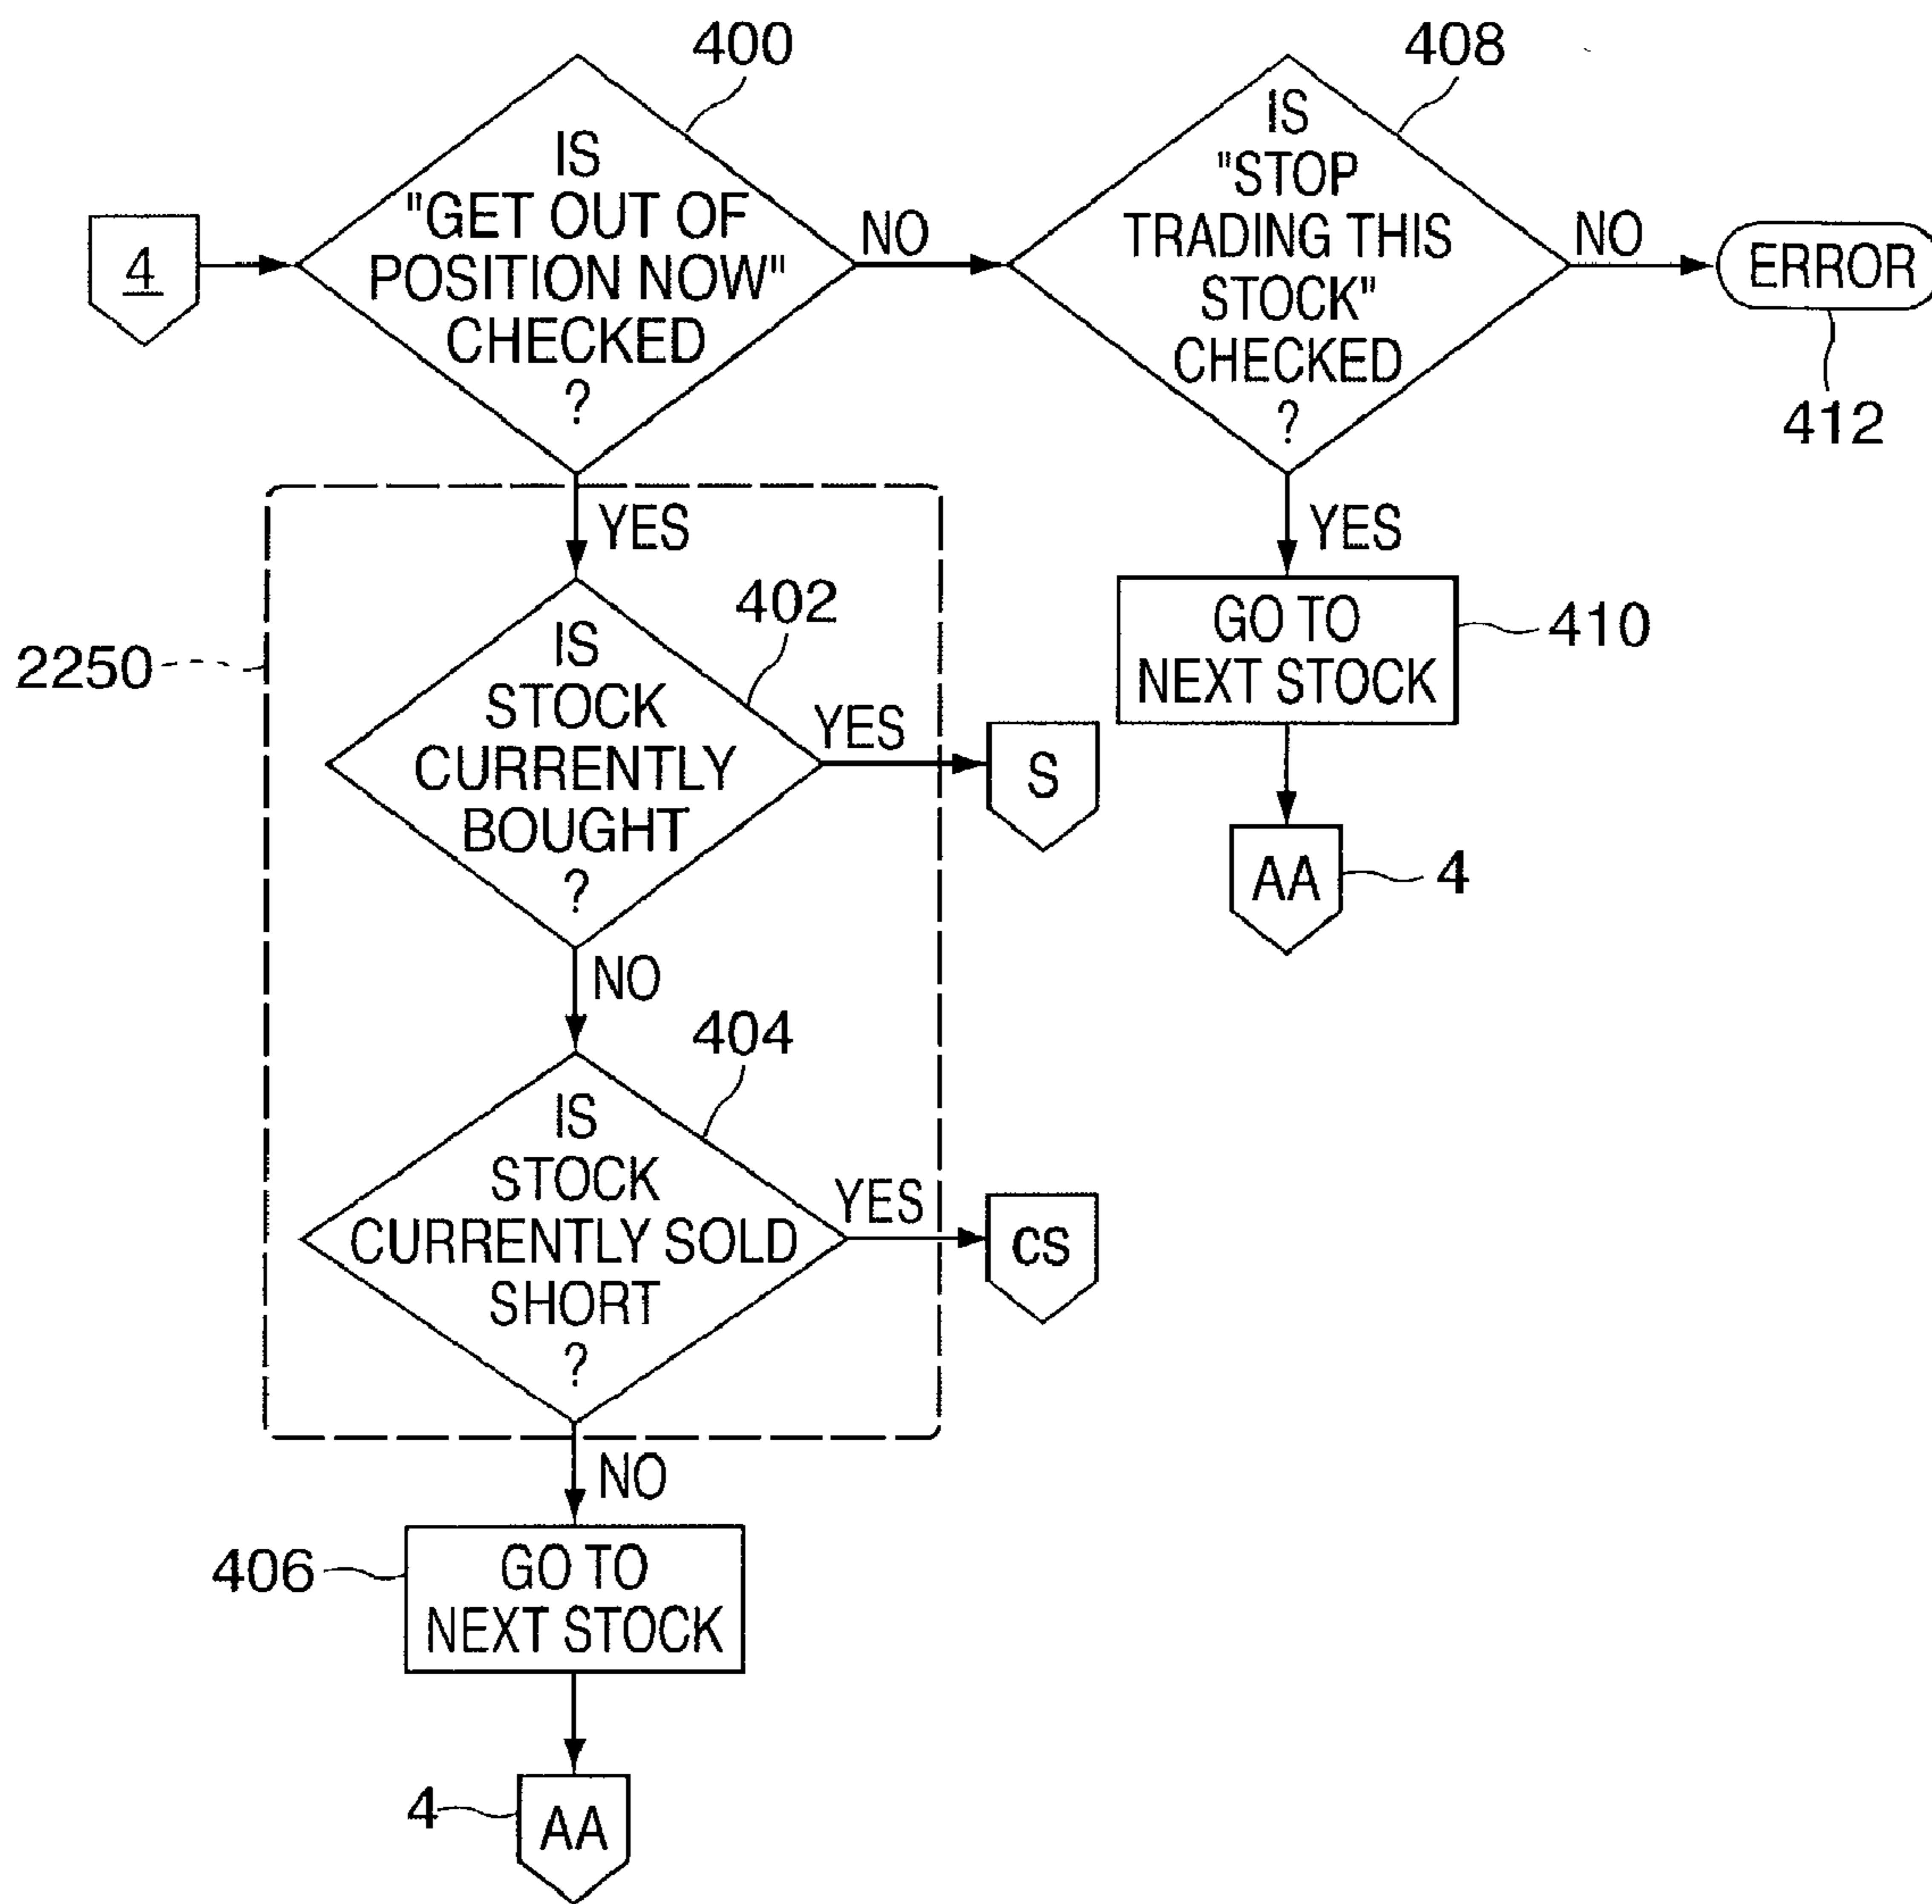 400
408
4
IS
"GET OUT OF
POSITION NOW"
CHECKED
?
NO
IS
"STOP
TRADING THIS
STOCK"
CHECKED
?
NO
ERROR
412
YES
YES
2250
402
IS
STOCK
CURRENTLY
BOUGHT
?
YES
S
GO TO
NEXT STOCK
410
AA
4
NO
404
IS
STOCK
CURRENTLY SOLD
SHORT
?
YES
CS
NO
406
GO TO
NEXT STOCK
4
AA